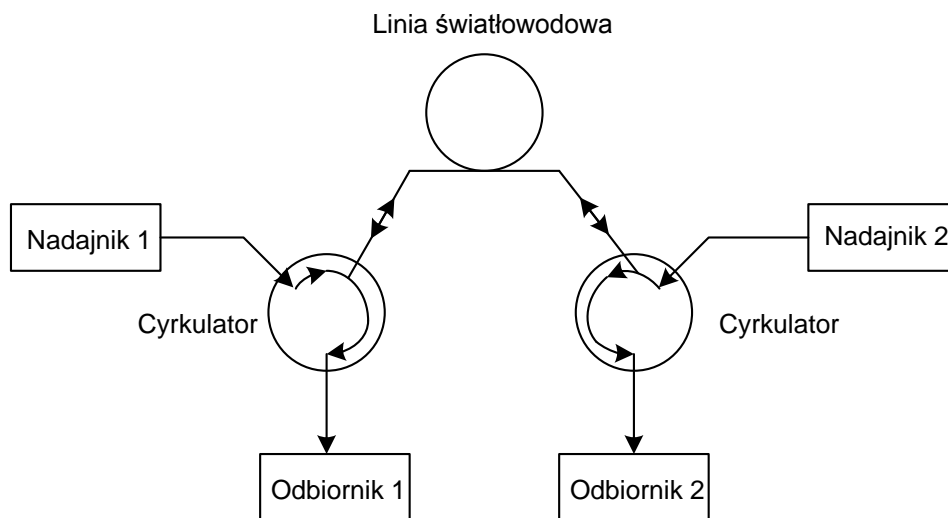 Linia światłowodowa
Nadajnik 1
Nadajnik 2
Cyrkulator
Cyrkulator
Odbiornik 1
Odbiornik 2